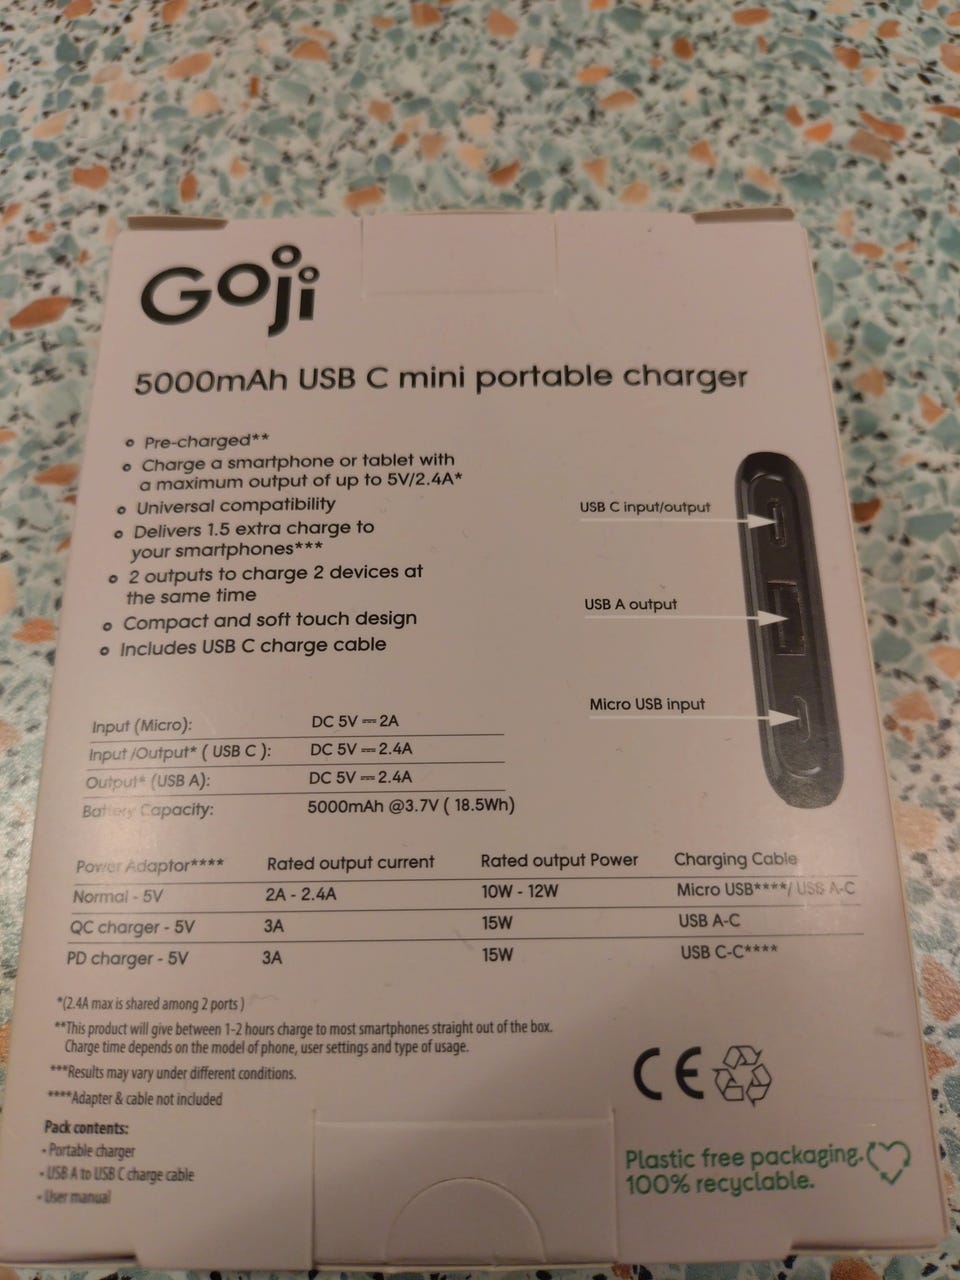 Goji
5000mAh USB C mini portable charger
Pre-charged**
Charge a smartphone or tablet with
a maximum output of up to 5V/2.4A*
Universal compatibility
Delivers 1.5 extra charge to
your smartphones***
2 outputs to charge 2 devices at
the same time
Compact and soft touch design
Includes USB C charge cable
USB C input/output
USB A output
Micro USB input
Input (Micro): DC 5V ⎓ 2A
Input /Output* ( USB C ): DC 5V ⎓ 2.4A
Output* (USB A): DC 5V ⎓ 2.4A
Battery Capacity: 5000mAh @3.7V ( 18.5Wh)
Power Adaptor**** Rated output current Rated output Power Charging Cable
Normal - 5V 2A - 2.4A 10W - 12W Micro USB****/ USB A-C
QC charger - 5V 3A 15W USB A-C
PD charger - 5V 3A 15W USB C-C****
*(2.4A max is shared among 2 ports )
**This product will give between 1-2 hours charge to most smartphones straight out of the box.
Charge time depends on the model of phone, user settings and type of usage.
***Results may vary under different conditions.
****Adapter & cable not included
Pack contents:
- Portable charger
- USB A to USB C charge cable
- User manual
CE
Plastic free packaging.
100% recyclable.